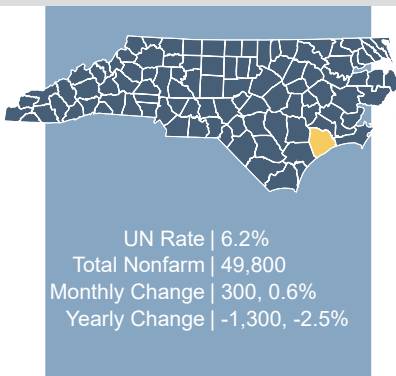 UN Rate | 6.2%
Total Nonfarm | 49,800
Monthly Change | 300, 0.6%
Yearly Change | -1,300, -2.5%